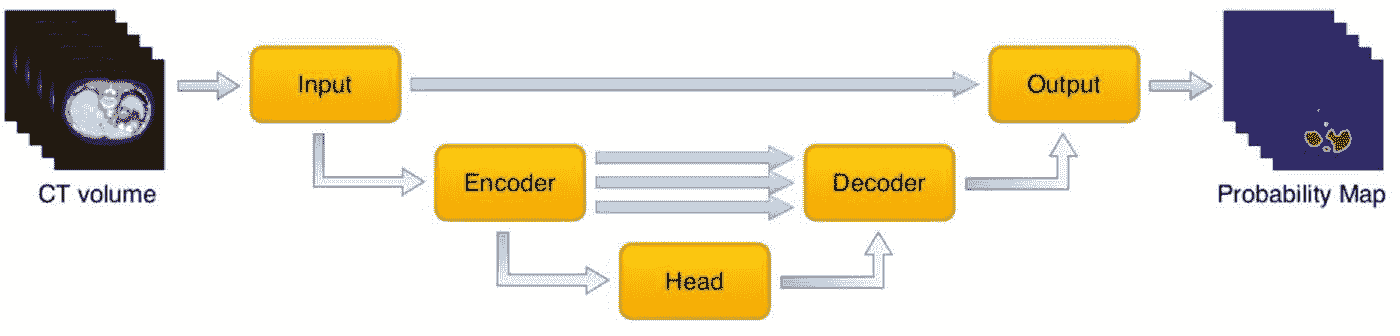 Input
Output
Encoder
Decoder
CT volume
Probability Map
Head